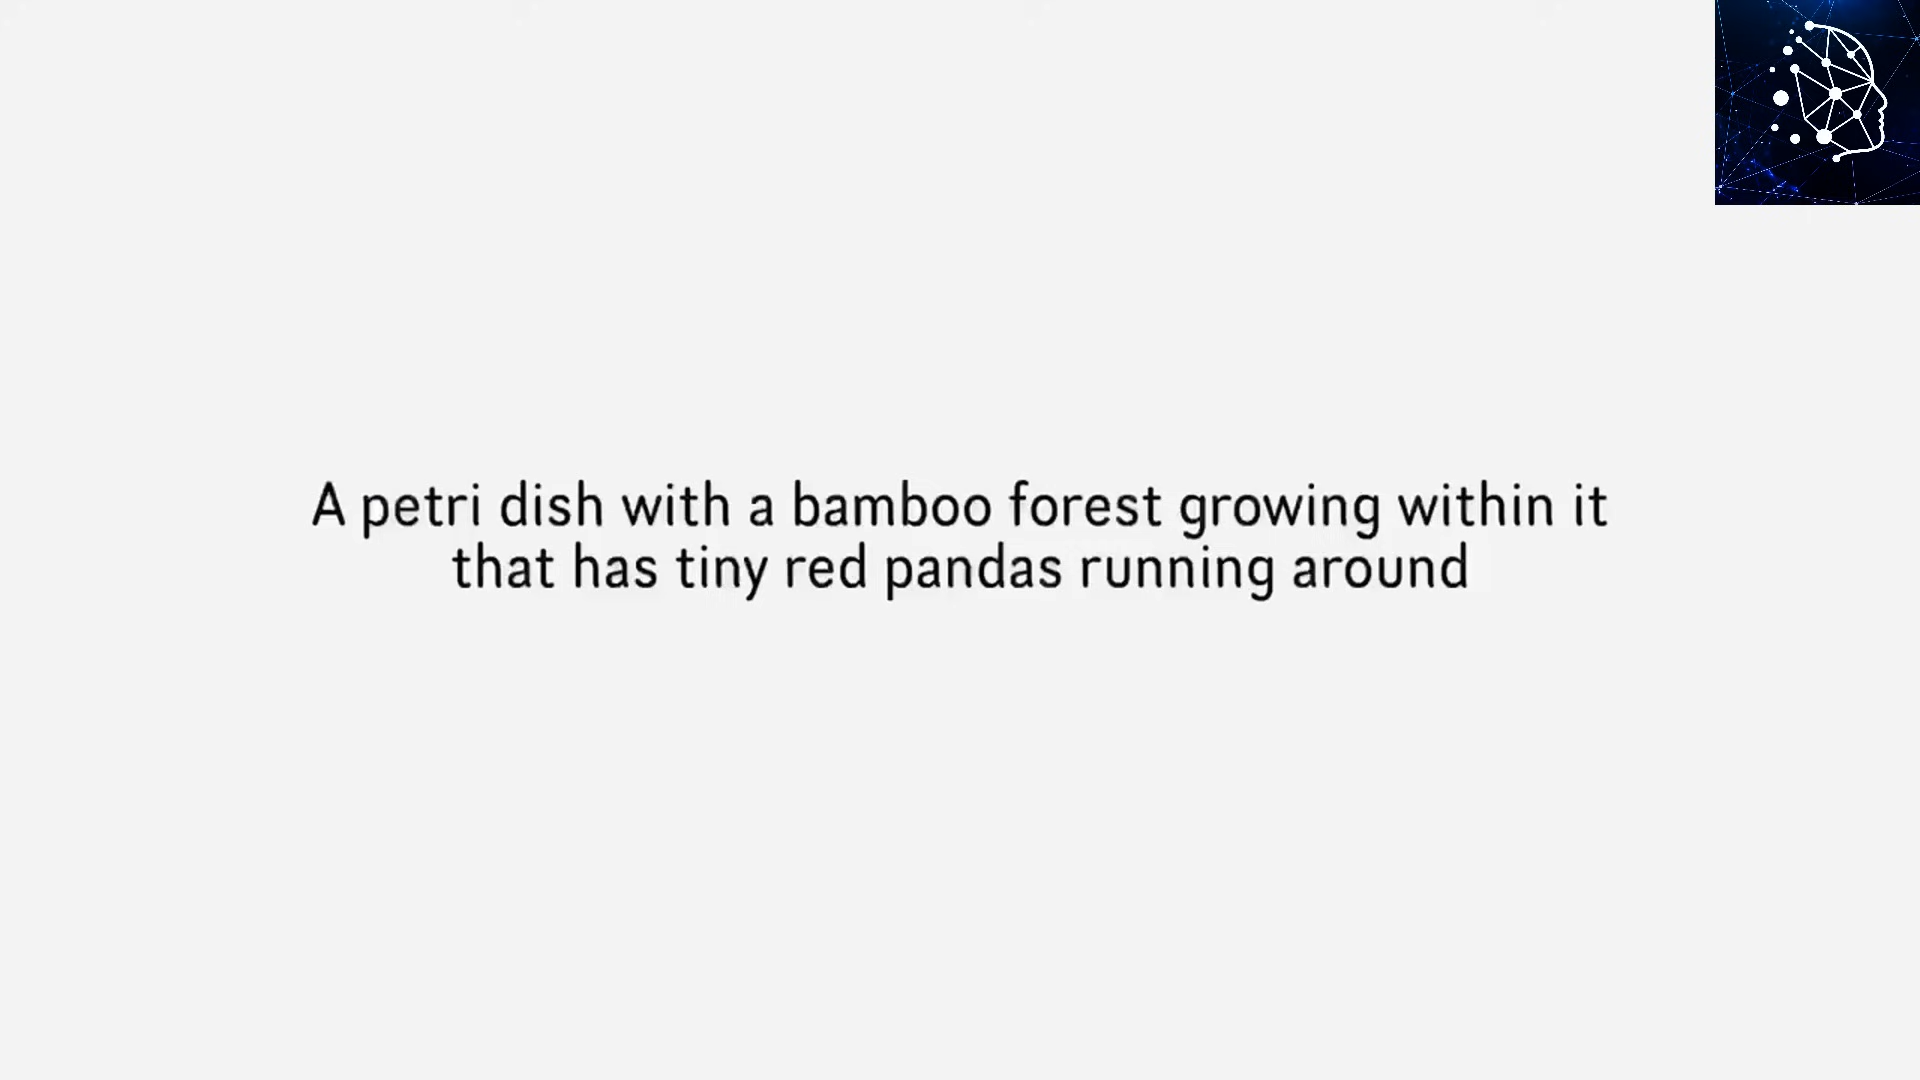 A petri dish with a bamboo forest growing within it
that has tiny red pandas running around